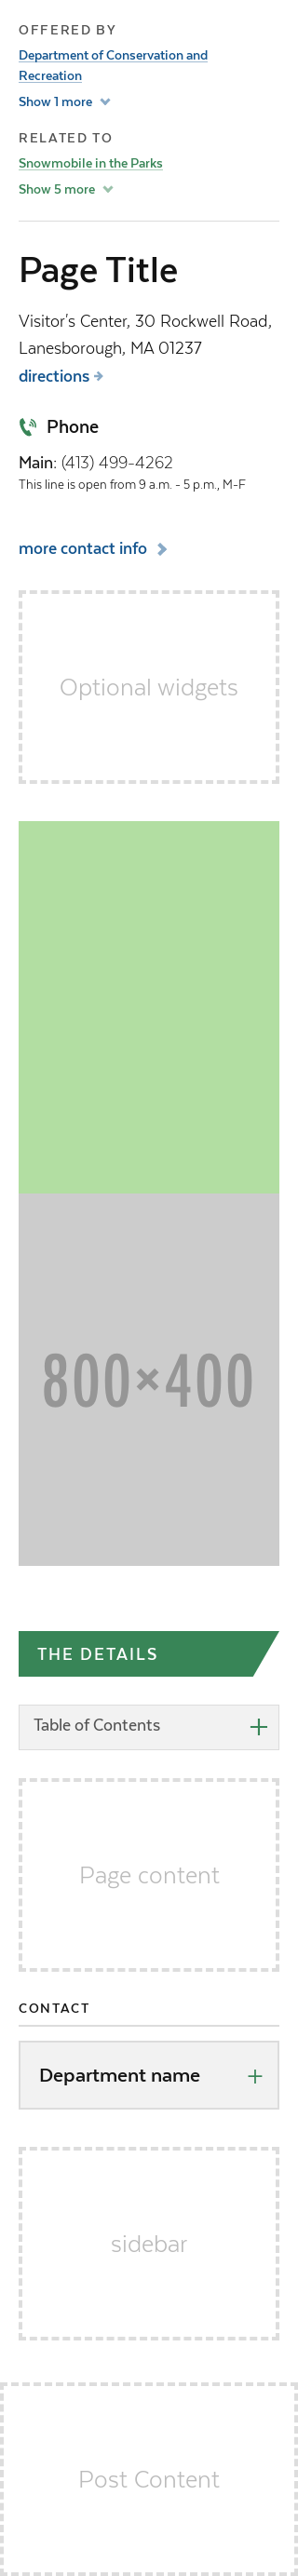 OFFERED BY
Department of Conservation and
Recreation
Show 1 more
RELATED TO
Snowmobile in the Parks
Show 5 more
Page Title
Visitor's Center, 30 Rockwell Road,
Lanesborough, MA 01237
directions
Phone
Main: (413) 499-4262
This line is open from 9 a.m. - 5 p.m., M-F
more contact info
Optional widgets
800×400
THE DETAILS
Table of Contents
Page content
CONTACT
Department name
sidebar
Post Content